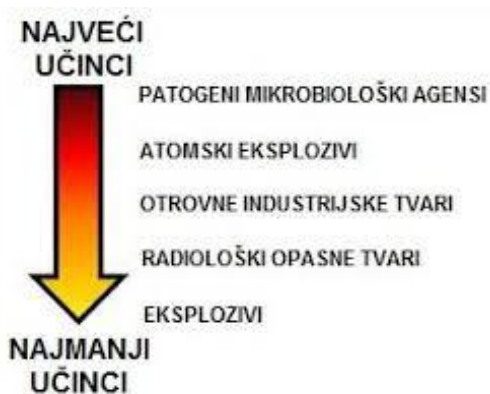 NAJVEĆI
UČINCI
PATOGENI MIKROBIOLOŠKI AGENSI
ATOMSKI EKSPLOZIVI
OTROVNE INDUSTRIJSKE TVARI
RADIOLOŠKI OPASNE TVARI
EKSPLOZIVI
NAJMANJI
UČINCI